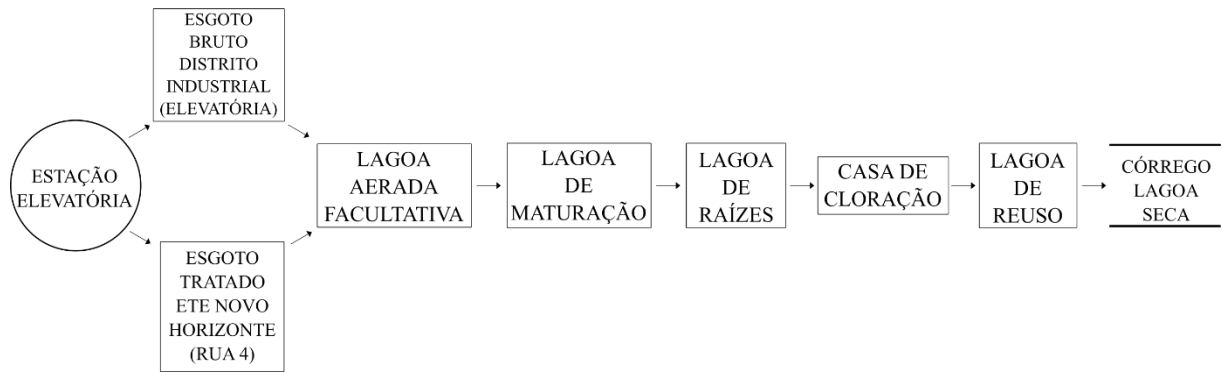 ESTAÇÃO
ELEVATÓRIA
ESGOTO
BRUTO
DISTRITO
INDUSTRIAL
(ELEVATÓRIA)
ESGOTO
TRATADO
ETE NOVO
HORIZONTE
(RUA 4)
LAGOA
AERADA
FACULTATIVA
LAGOA
DE
MATURAÇÃO
LAGOA
DE
RAÍZES
CASA DE
CLORAÇÃO
LAGOA
DE
REUSO
CÓRREGO
LAGOA
SECA